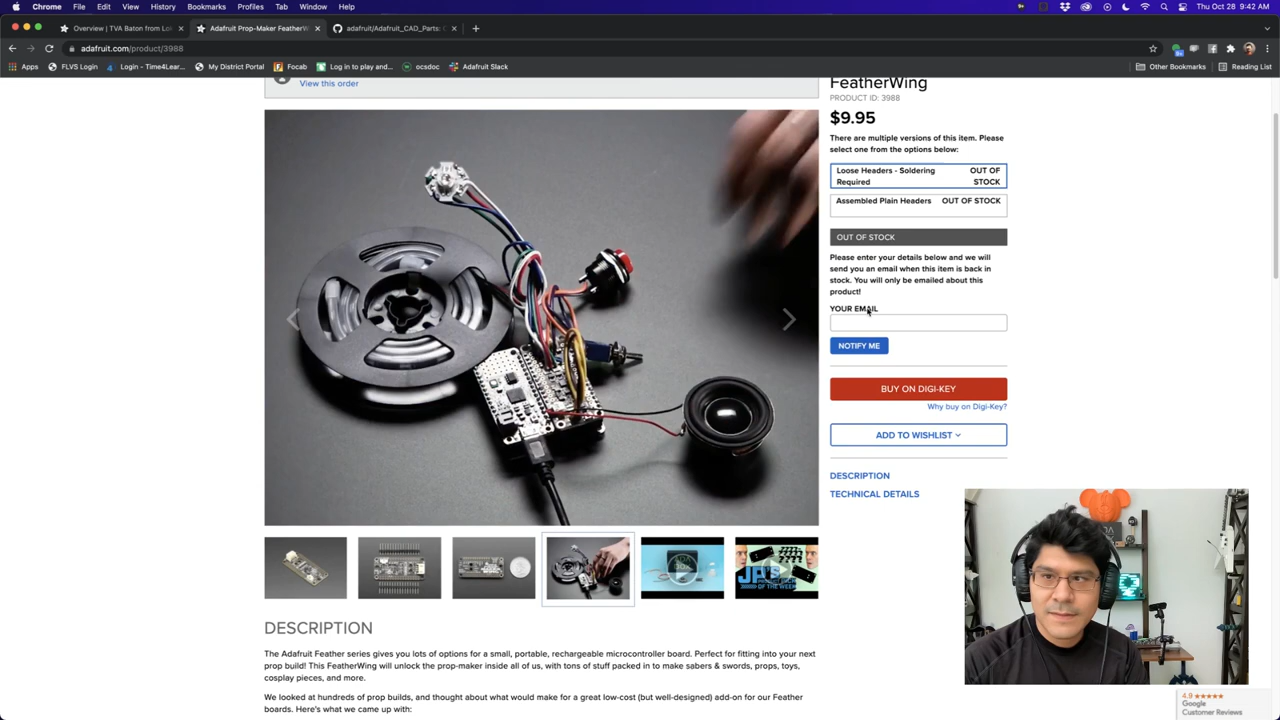 Chrome File Edit View History Bookmarks Profiles Tab Window Help
Thu Oct 28 9:42 AM
Overview | TVA Baton from Lo
Adafruit Prop-Maker FeatherW
adafruit/Adafruit_CAD_Parts: C
adafruit.com/product/3988
Apps FLVS Login Login - Time4Lear... My District Portal Focab Log in to play and... ocsdoc Adafruit Slack
Other Bookmarks Reading List
View this order
FeatherWing
PRODUCT ID: 3988
$9.95
There are multiple versions of this item. Please
select one from the options below:
Loose Headers - Soldering
Required
OUT OF
STOCK
Assembled Plain Headers OUT OF STOCK
OUT OF STOCK
Please enter your details below and we will
send you an email when this item is back in
stock. You will only be emailed about this
product!
YOUR EMAIL
NOTIFY ME
BUY ON DIGI-KEY
Why buy on Digi-Key?
ADD TO WISHLIST
DESCRIPTION
TECHNICAL DETAILS
DESCRIPTION
The Adafruit Feather series gives you lots of options for a small, portable, rechargeable microcontroller board. Perfect for fitting into your next
prop build! This FeatherWing will unlock the prop-maker inside all of us, with tons of stuff packed in to make sabers & swords, props, toys,
cosplay pieces, and more.
We looked at hundreds of prop builds, and thought about what would make for a great low-cost (but well-designed) add-on for our Feather
boards. Here's what we came up with:
4.9 ★★★★★
Google
Customer Reviews